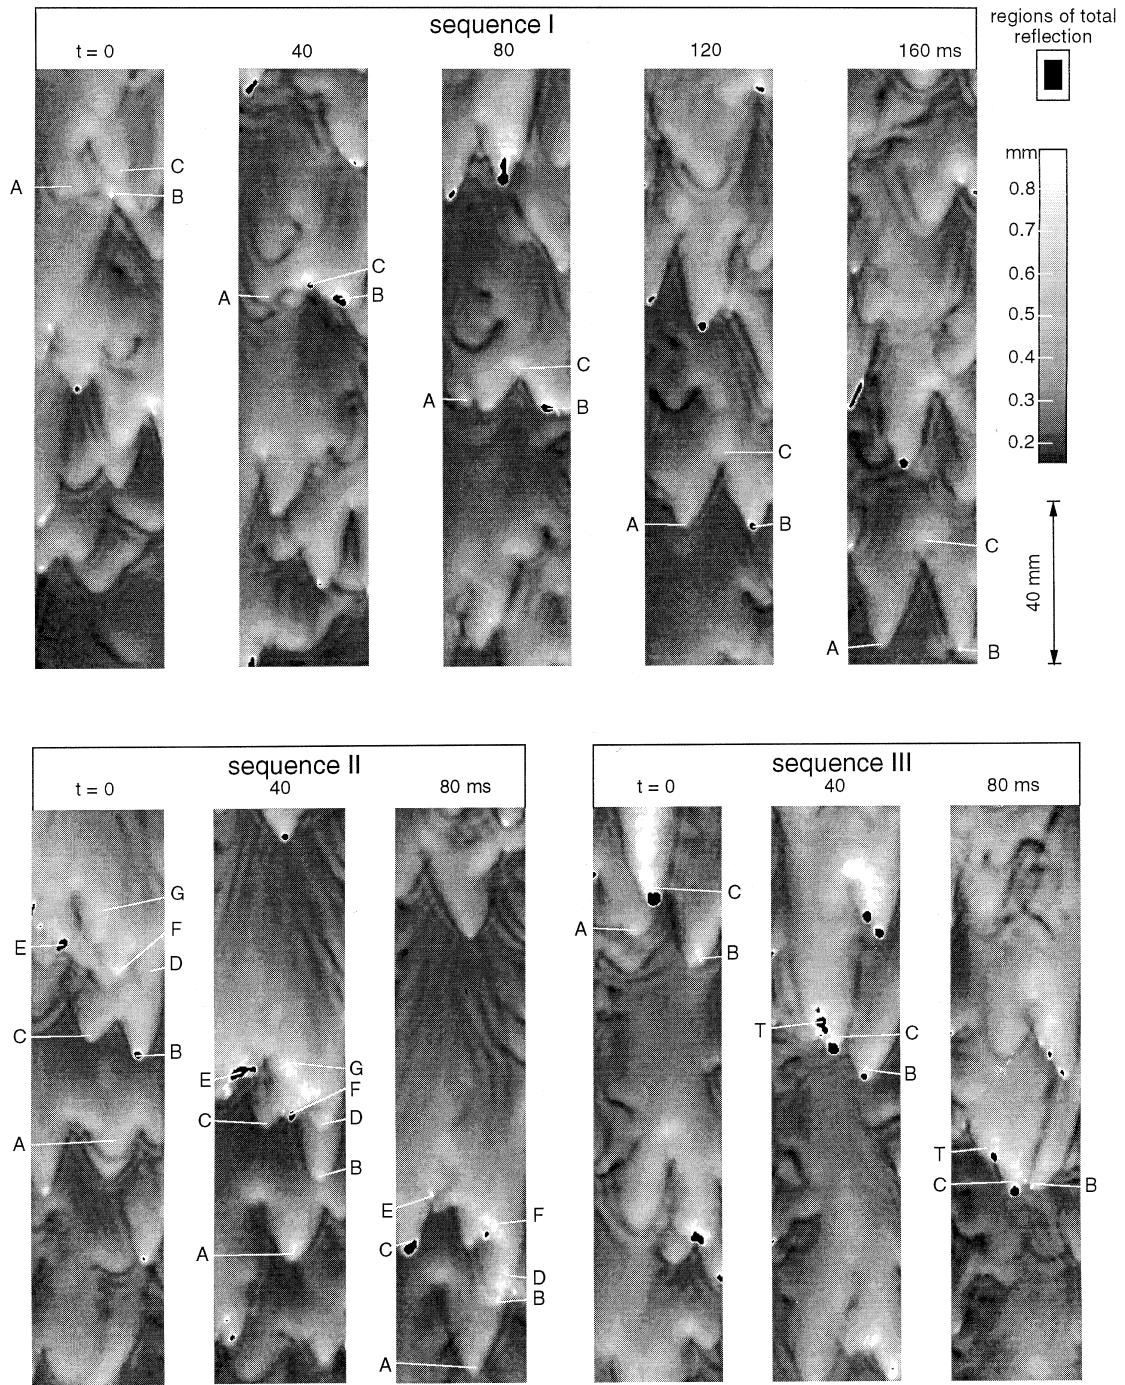 sequence I
t = 0 40 80 120 160 ms
regions of total
reflection
C
A
B
C
A
B
C
A
B
C
A
B
C
A
B
mm
0.8
0.7
0.6
0.5
0.4
0.3
0.2
40 mm
sequence II
t = 0 40 80 ms
G
F
E
D
C
B
A
G
E
F
C
D
B
A
E
F
C
D
B
A
sequence III
t = 0 40 80 ms
C
A
B
T
C
B
T
C
B